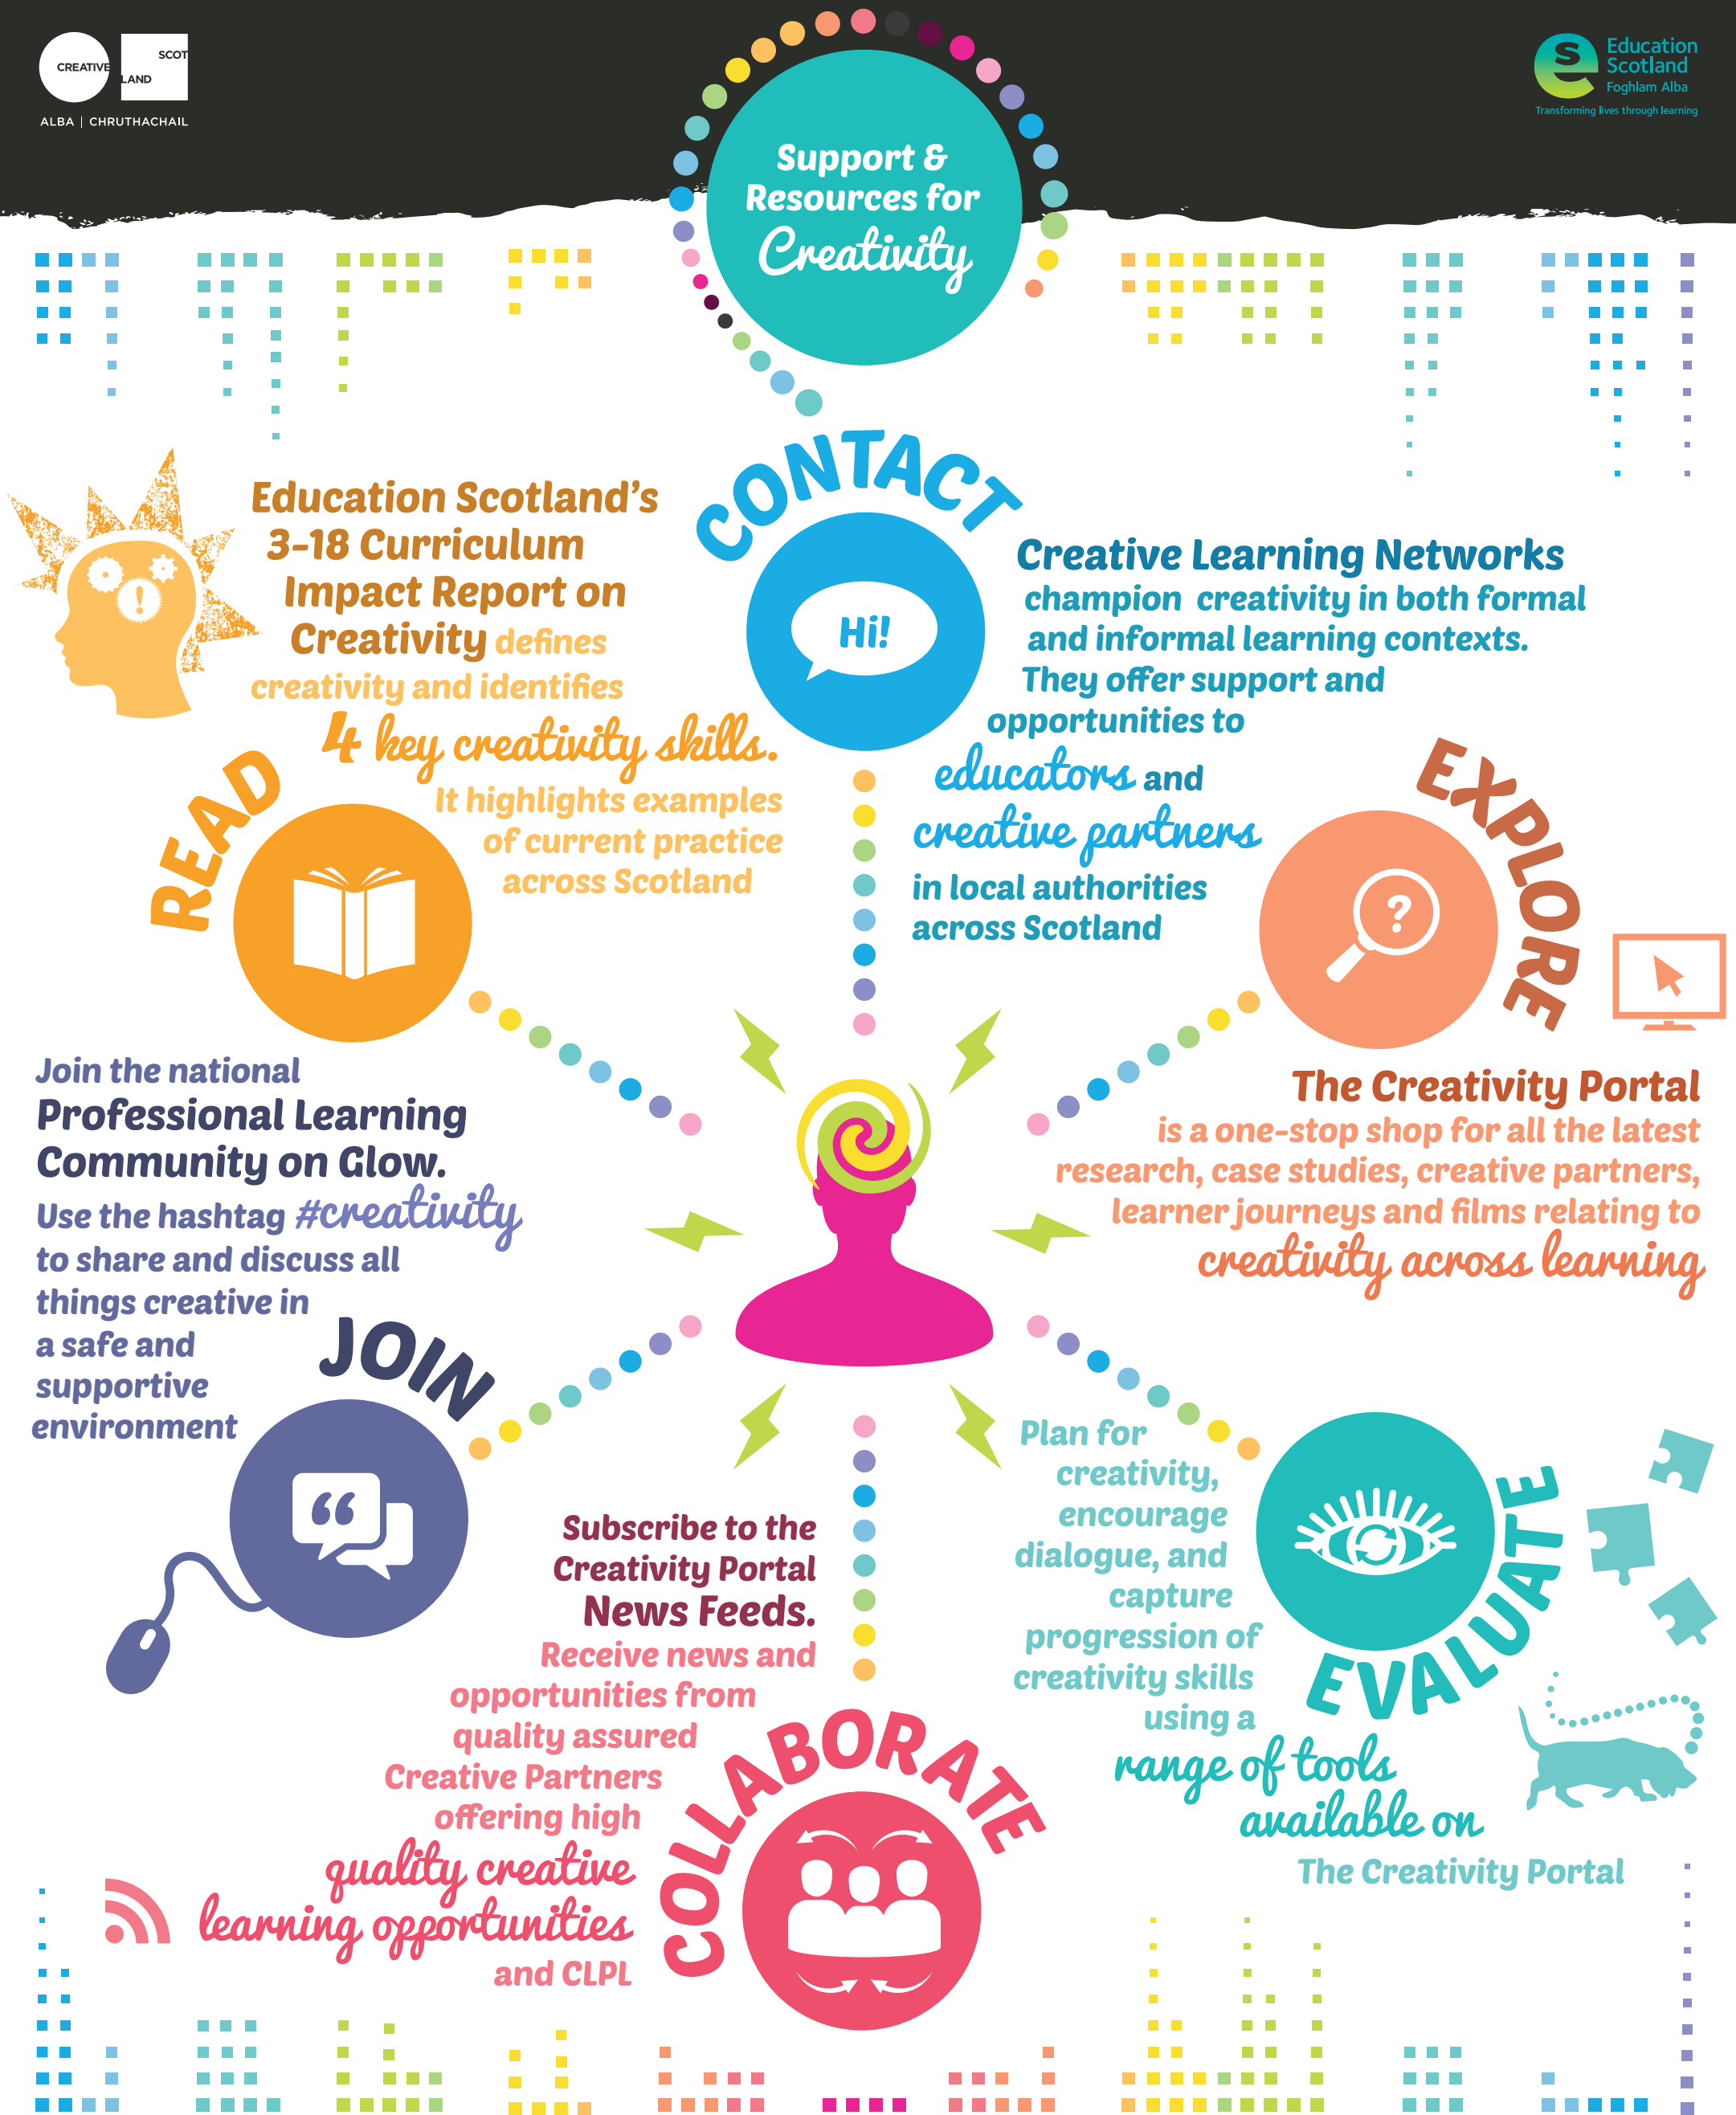 CREATIVE SCOT
LAND
ALBA | CHRUTHACHAIL
Support &
Resources for
Creativity
Education
Scotland
Foghlam Alba
Transforming lives through learning
CONTACT
Hi!
Education Scotland’s
3-18 Curriculum
Impact Report on
Creativity defines
creativity and identifies
4 key creativity skills.
It highlights examples
of current practice
across Scotland
READ
!
Creative Learning Networks
champion creativity in both formal
and informal learning contexts.
They offer support and
opportunities to
educators and
creative partners
in local authorities
across Scotland
EXPLORE
?
The Creativity Portal
is a one-stop shop for all the latest
research, case studies, creative partners,
learner journeys and films relating to
creativity across learning
Join the national
Professional Learning
Community on Glow.
Use the hashtag #creativity
to share and discuss all
things creative in
a safe and
supportive
environment
JOIN
“
Subscribe to the
Creativity Portal
News Feeds.
Receive news and
opportunities from
quality assured
Creative Partners
offering high
quality creative
learning opportunities
and CLPL
COLLABORATE
Plan for
creativity,
encourage
dialogue, and
capture
progression of
creativity skills
using a
range of tools
available on
The Creativity Portal
EVALUATE